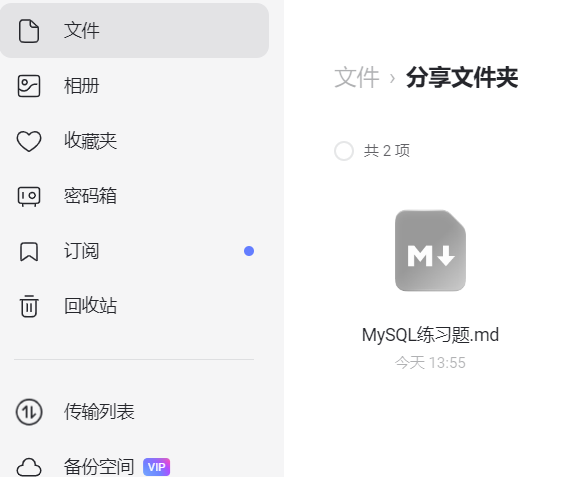 文件
相册
收藏夹
密码箱
订阅
回收站
传输列表
备份空间 VIP
文件 › 分享文件夹
共 2 项
M
MySQL练习题.md
今天 13:55